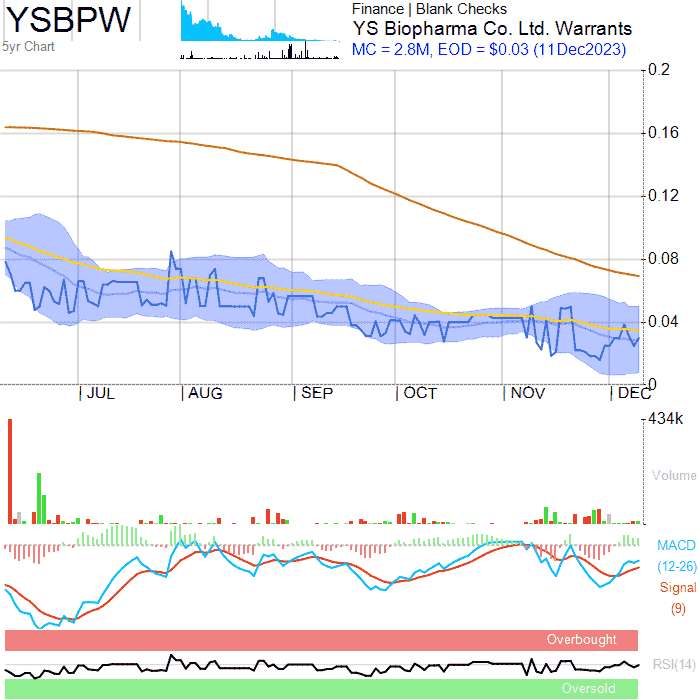 YSBPW
5yr Chart
Finance | Blank Checks
YS Biopharma Co. Ltd. Warrants
MC = 2.8M, EOD = $0.03 (11Dec2023)
0.2
0.16
0.12
0.08
0.04
0
JUL AUG SEP OCT NOV DEC
434k
Volume
MACD
(12-26)
Signal
(9)
Overbought
RSI(14)
Oversold